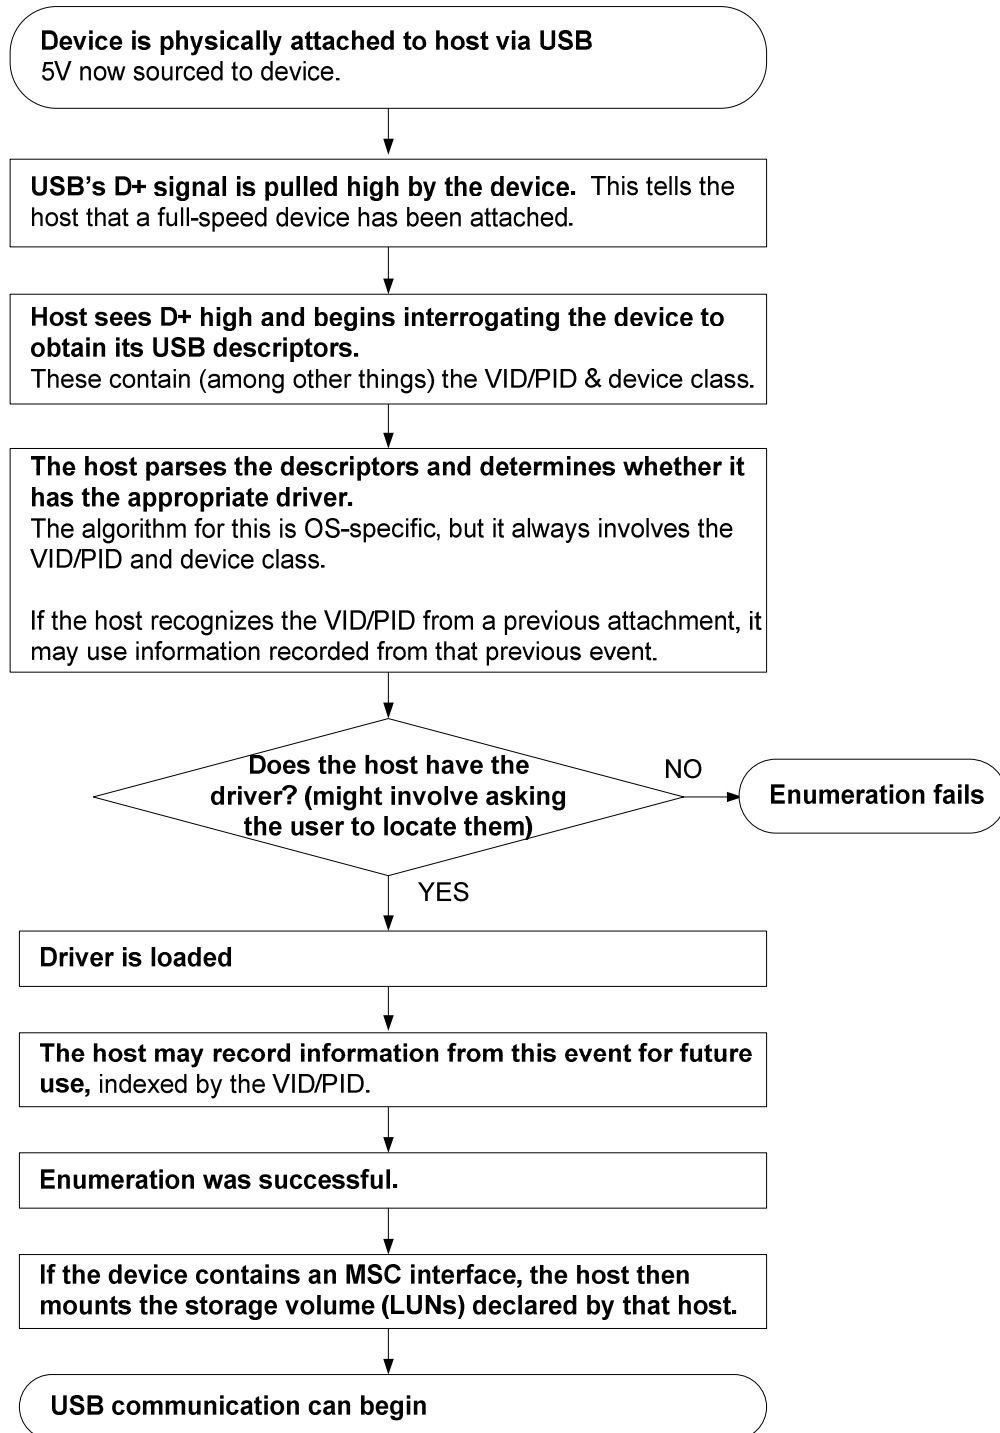 Device is physically attached to host via USB
5V now sourced to device.
USB's D+ signal is pulled high by the device. This tells the
host that a full-speed device has been attached.
Host sees D+ high and begins interrogating the device to
obtain its USB descriptors.
These contain (among other things) the VID/PID & device class.
The host parses the descriptors and determines whether it
has the appropriate driver.
The algorithm for this is OS-specific, but it always involves the
VID/PID and device class.
If the host recognizes the VID/PID from a previous attachment, it
may use information recorded from that previous event.
Does the host have the
driver? (might involve asking
the user to locate them)
NO
Enumeration fails
YES
Driver is loaded
The host may record information from this event for future
use, indexed by the VID/PID.
Enumeration was successful.
If the device contains an MSC interface, the host then
mounts the storage volume (LUNs) declared by that host.
USB communication can begin